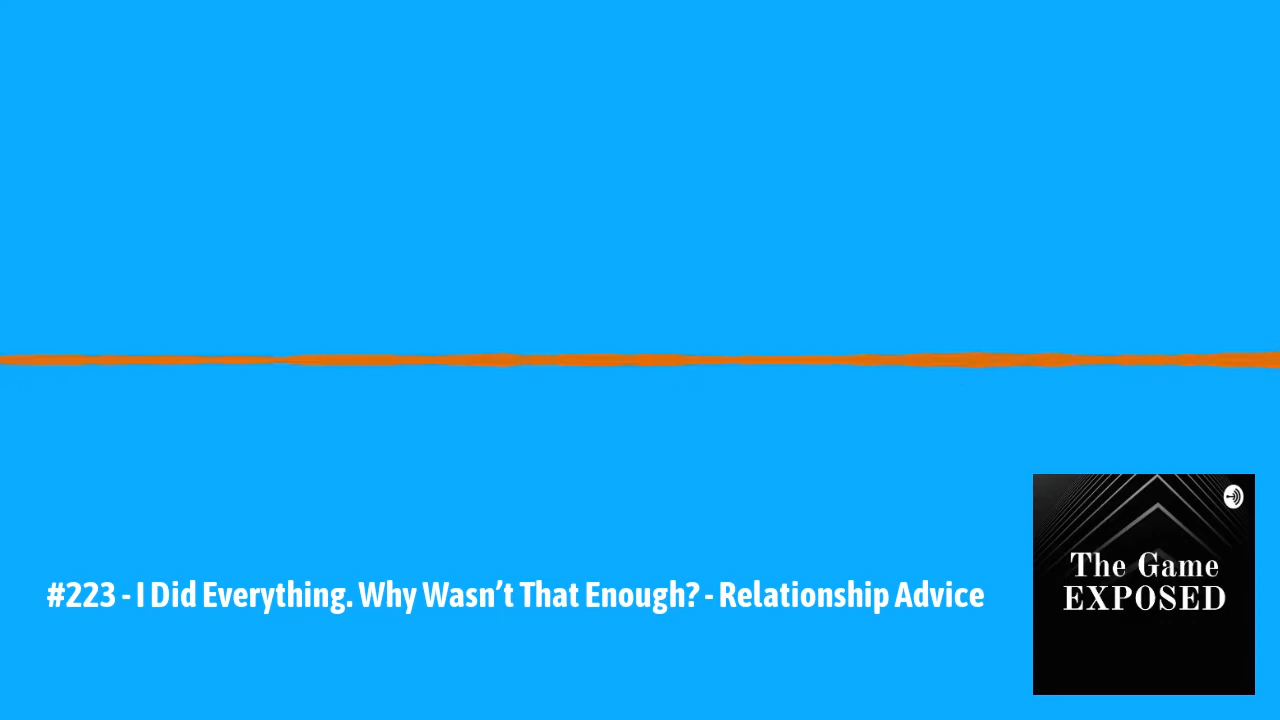 #223 - I Did Everything. Why Wasn’t That Enough? - Relationship Advice
The Game
EXPOSED